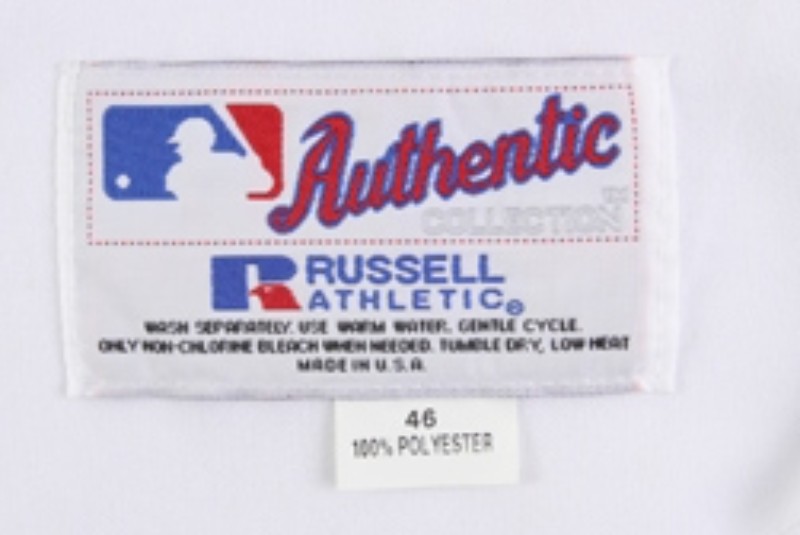 Authentic
COLLECTION™
RUSSELL
ATHLETIC®
WASH SEPARATELY. USE WARM WATER. GENTLE CYCLE.
ONLY NON-CHLORINE BLEACH WHEN NEEDED. TUMBLE DRY, LOW HEAT
MADE IN U.S.A.
46
100% POLYESTER